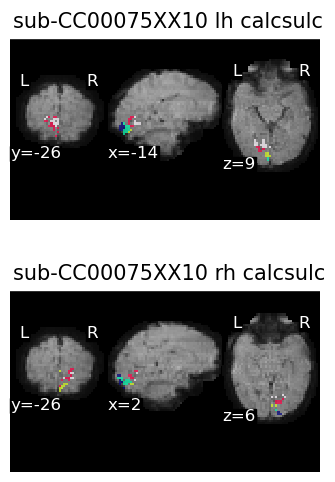 sub-CC00075XX10 lh calcsulc
L R L R
y=-26 x=-14 z=9
sub-CC00075XX10 rh calcsulc
L R L R
y=-26 x=2 z=6